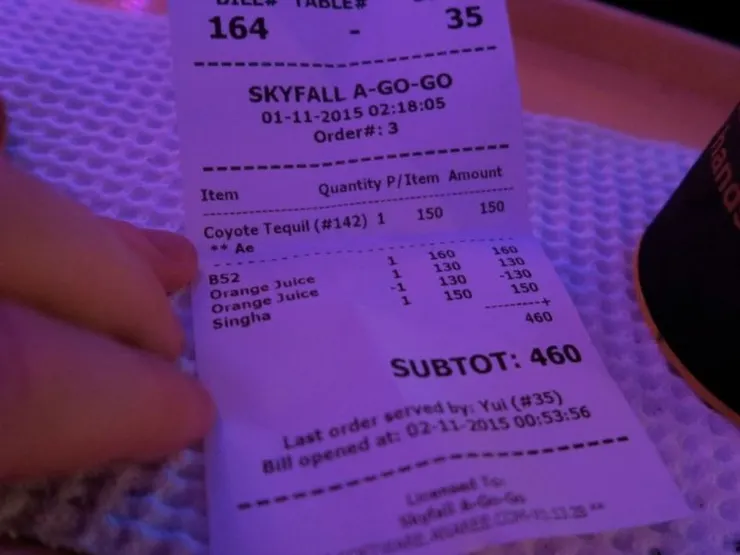 BILL# TABLE#
164 - 35
SKYFALL A-GO-GO
01-11-2015 02:18:05
Order#: 3
Item Quantity P/Item Amount
Coyote Tequil (#142) 1 150 150
** Ae
B52 1 160 160
Orange Juice 1 130 130
Orange Juice -1 130 -130
Singha 1 150 150
---------+
460
SUBTOT: 460
Last order served by: Yui (#35)
Bill opened at: 02-11-2015 00:53:56
Licensed To:
Skyfall a-Go-Go